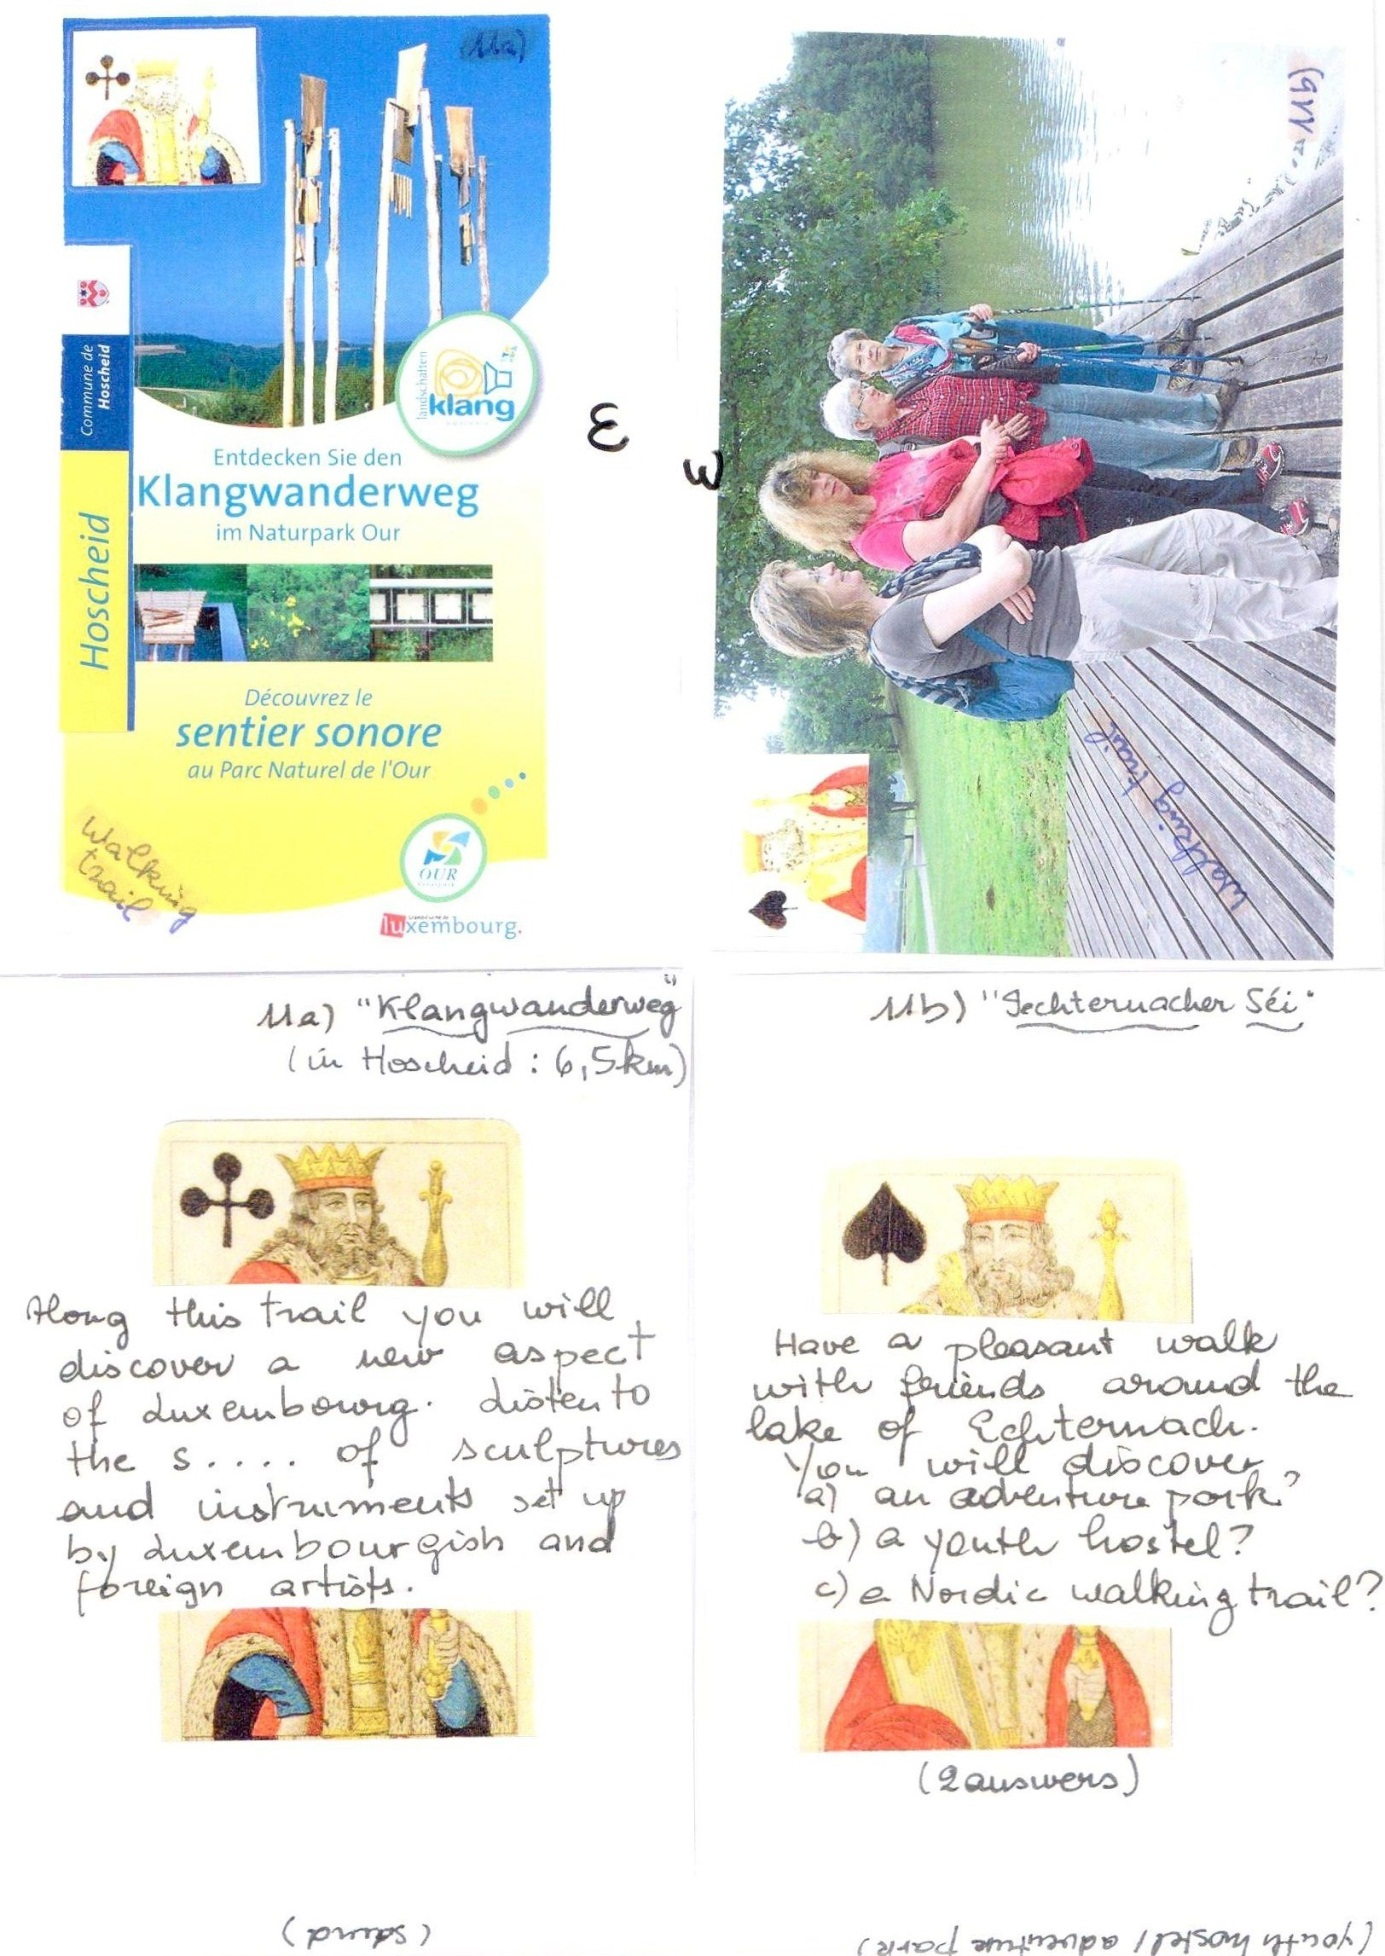 11a)
Commune de
Hoscheid
Hoscheid
landschaften
klang
Entdecken Sie den
Klangwanderweg
im Naturpark Our
Découvrez le
sentier sonore
au Parc Naturel de l'Our
OUR
naturpark
luxembourg.
Walking
trail
3
11b)
3
Walking trail
11a) "Klangwanderweg"
(in Hoscheid : 6,5km)
Along this trail you will
discover a new aspect
of Luxembourg. Listen to
the s..... of sculptures
and instruments set up
by Luxembourgish and
foreign artists.
(sound)
11b) "Iechternacher Séi"
Have a pleasant walk
with friends around the
lake of Echternach.
You will discover
a) an adventure park?
b) a youth hostel?
c) a Nordic walking trail?
(2 answers)
(youth hostel / adventure park)